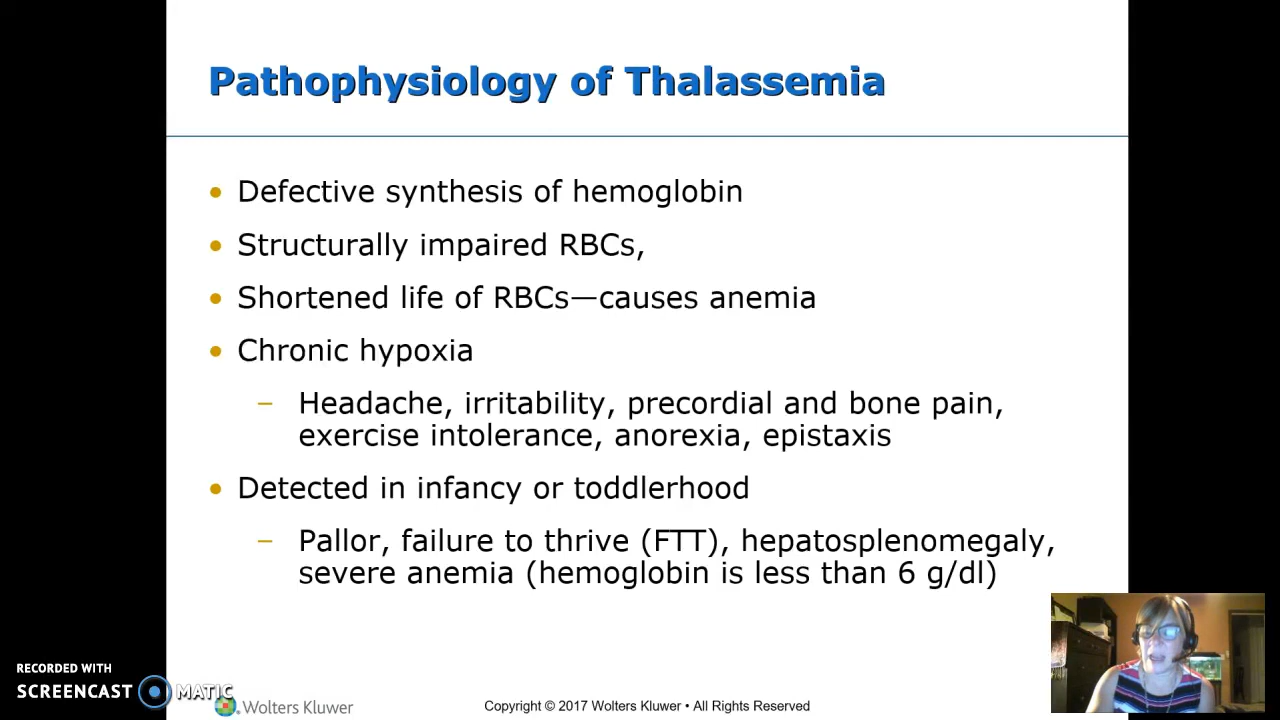 Pathophysiology of Thalassemia
• Defective synthesis of hemoglobin
• Structurally impaired RBCs,
• Shortened life of RBCs—causes anemia
• Chronic hypoxia
– Headache, irritability, precordial and bone pain,
exercise intolerance, anorexia, epistaxis
• Detected in infancy or toddlerhood
– Pallor, failure to thrive (FTT), hepatosplenomegaly,
severe anemia (hemoglobin is less than 6 g/dl)
RECORDED WITH
SCREENCAST MATIC
Wolters Kluwer
Copyright © 2017 Wolters Kluwer • All Rights Reserved